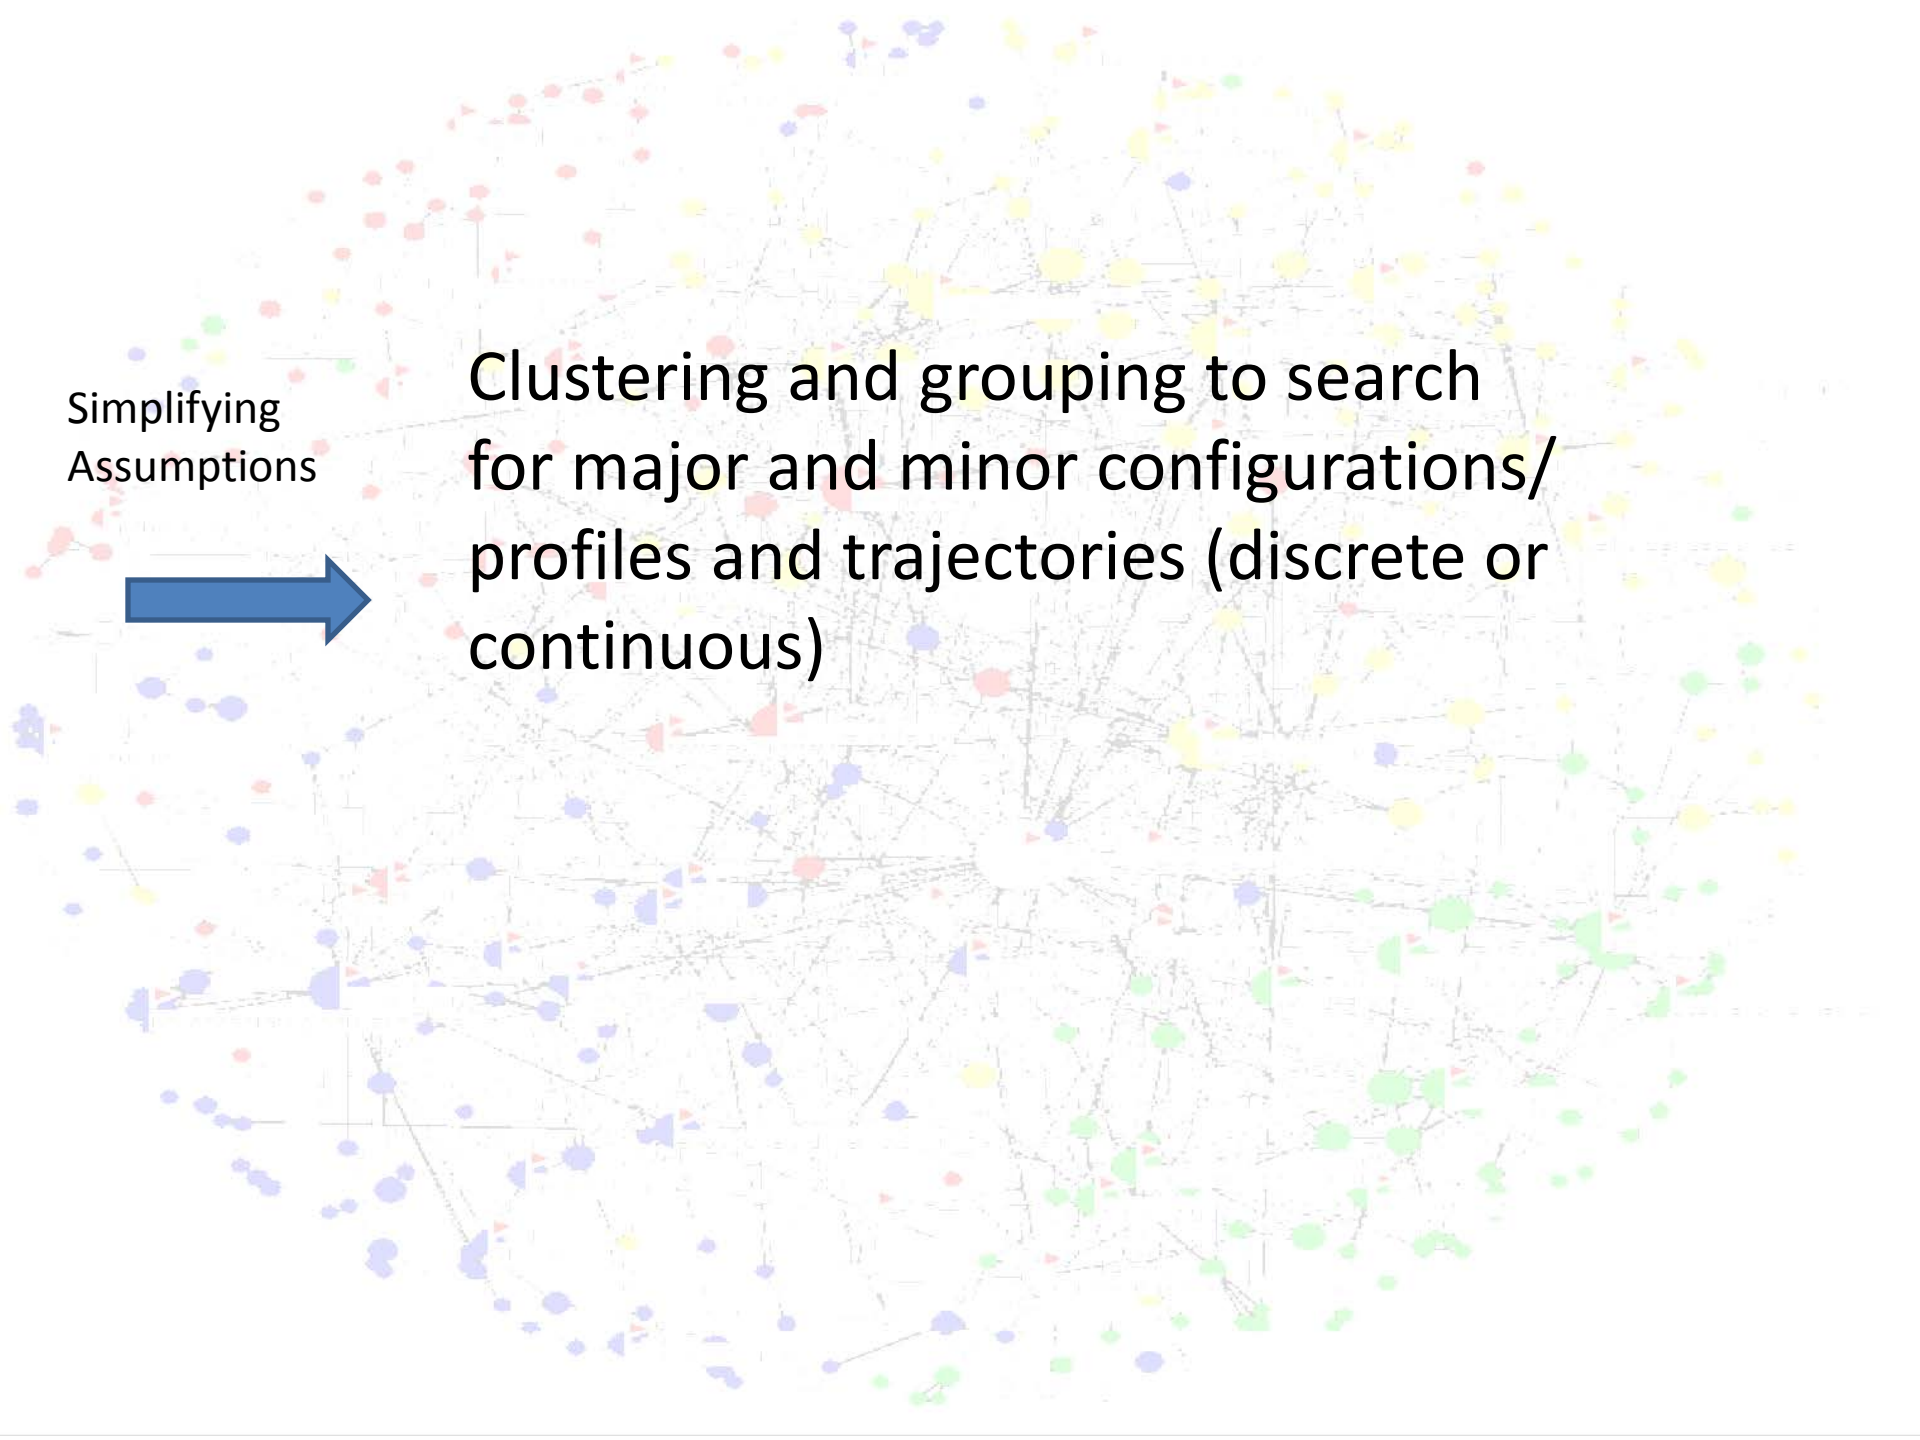 Simplifying
Assumptions
Clustering and grouping to search
for major and minor configurations/
profiles and trajectories (discrete or
continuous)